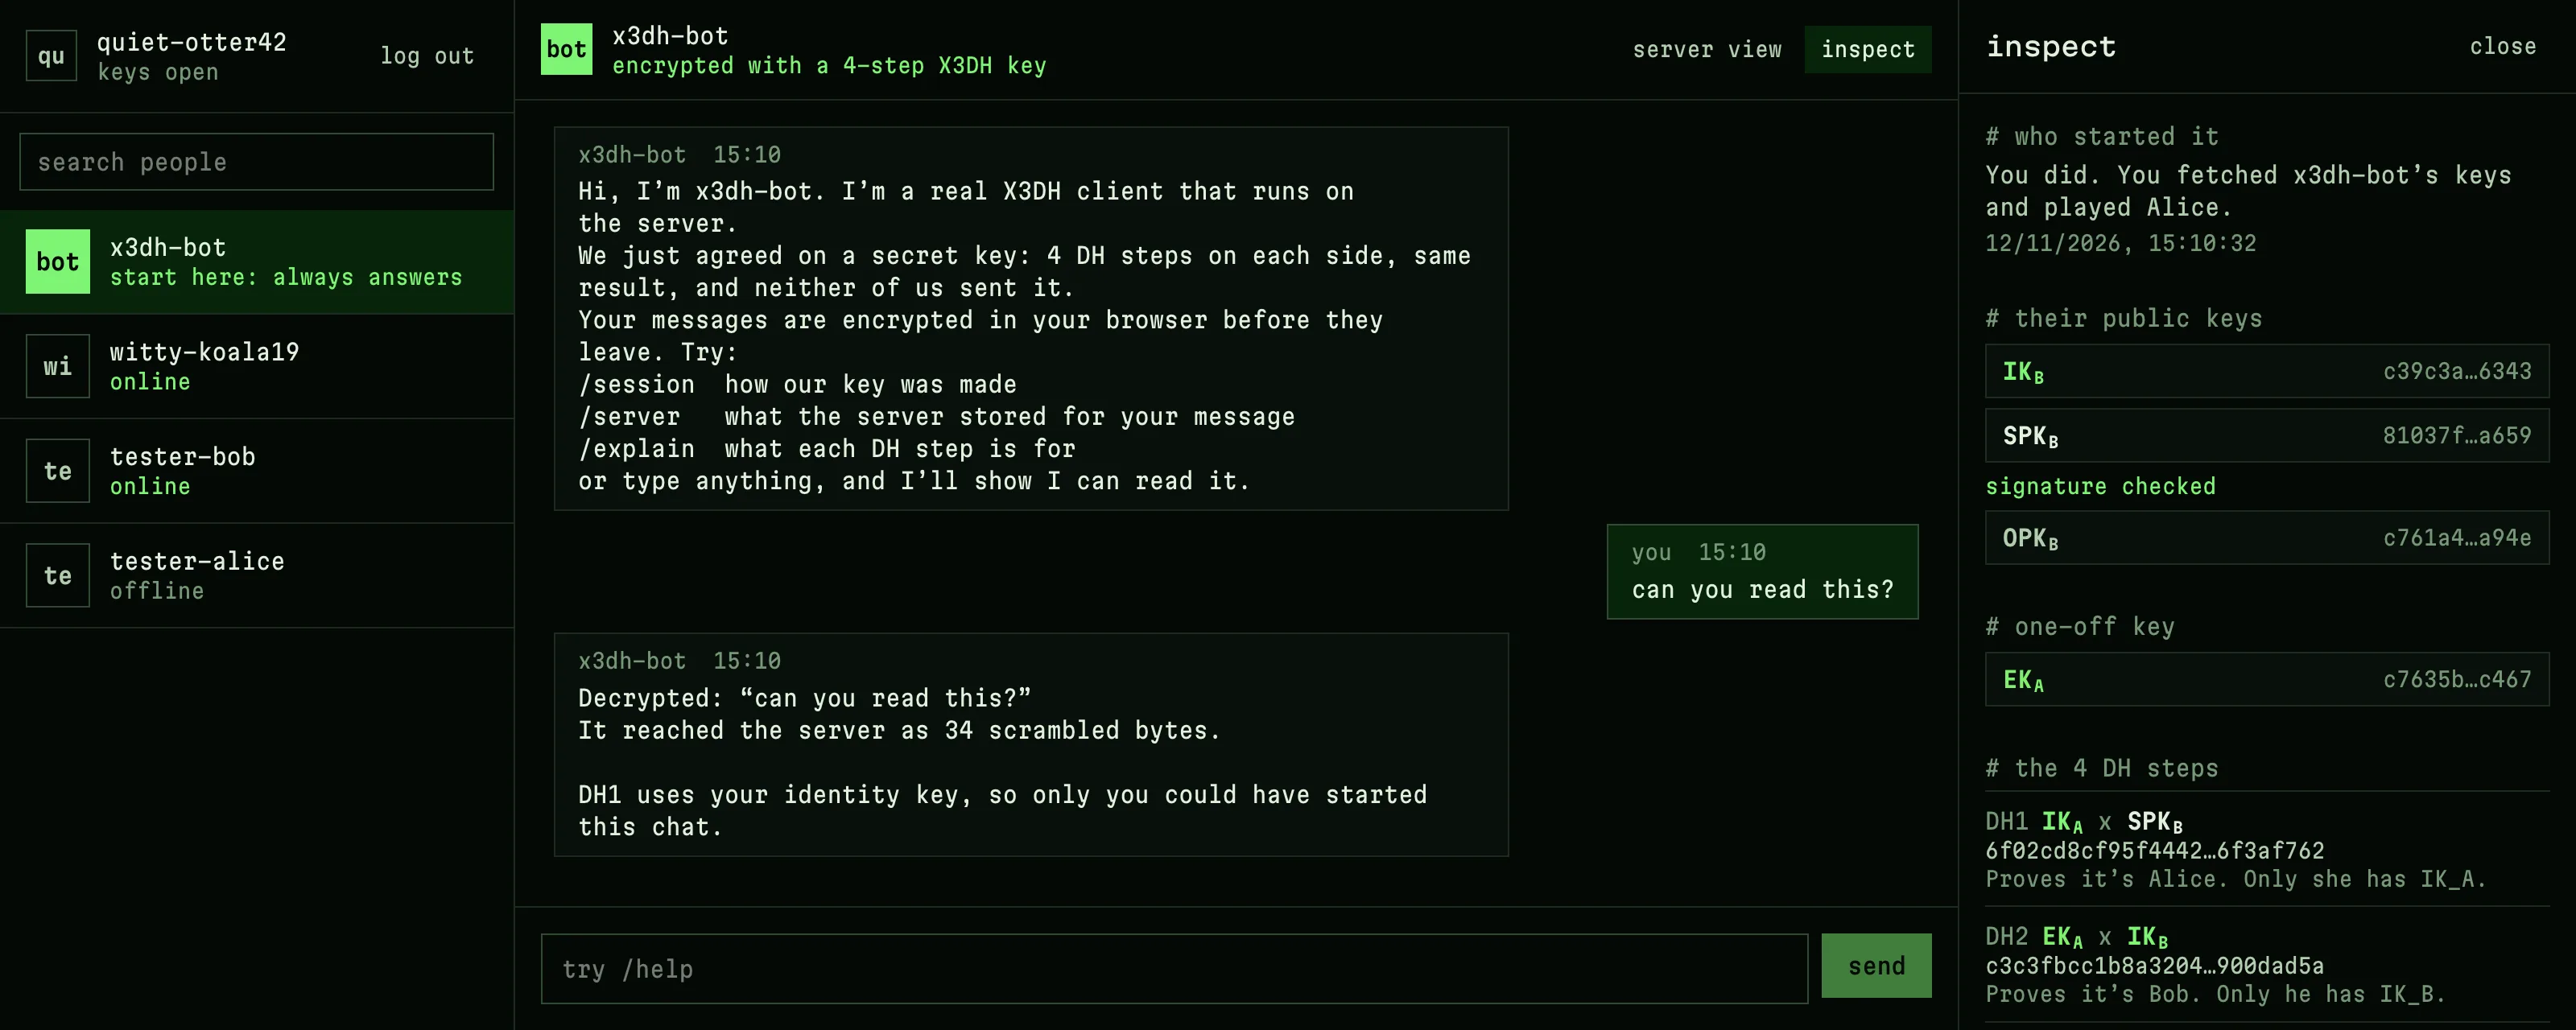 qu
quiet-otter42
keys open
log out
search people
bot
x3dh-bot
start here: always answers
wi
witty-koala19
online
te
tester-bob
online
te
tester-alice
offline
bot
x3dh-bot
encrypted with a 4-step X3DH key
server view
inspect
x3dh-bot 15:10
Hi, I’m x3dh-bot. I’m a real X3DH client that runs on
the server.
We just agreed on a secret key: 4 DH steps on each side, same
result, and neither of us sent it.
Your messages are encrypted in your browser before they
leave. Try:
/session how our key was made
/server what the server stored for your message
/explain what each DH step is for
or type anything, and I’ll show I can read it.
you 15:10
can you read this?
x3dh-bot 15:10
Decrypted: “can you read this?”
It reached the server as 34 scrambled bytes.
DH1 uses your identity key, so only you could have started
this chat.
try /help
send
inspect
close
# who started it
You did. You fetched x3dh-bot’s keys
and played Alice.
12/11/2026, 15:10:32
# their public keys
IKB c39c3a…6343
SPKB 81037f…a659
signature checked
OPKB c761a4…a94e
# one-off key
EKA c7635b…c467
# the 4 DH steps
DH1 IKA x SPKB
6f02cd8cf95f4442…6f3af762
Proves it’s Alice. Only she has IK_A.
DH2 EKA x IKB
c3c3fbcc1b8a3204…900dad5a
Proves it’s Bob. Only he has IK_B.